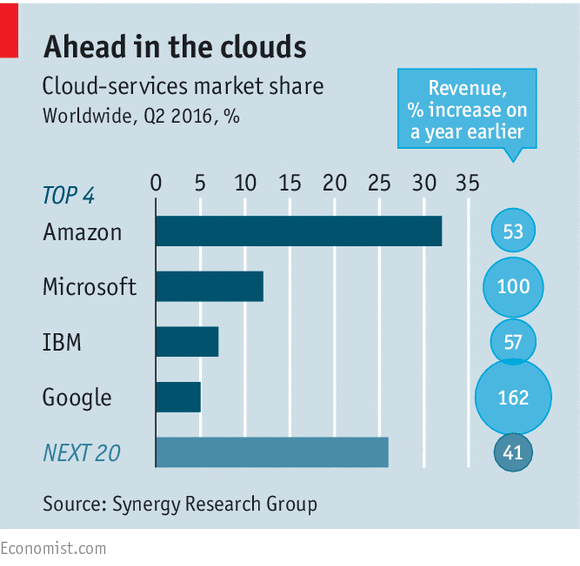 Ahead in the clouds
Cloud-services market share
Worldwide, Q2 2016, %
Revenue,
% increase on
a year earlier
TOP 4
0 5 10 15 20 25 30 35
Amazon 53
Microsoft 100
IBM 57
Google 162
NEXT 20 41
Source: Synergy Research Group
Economist.com